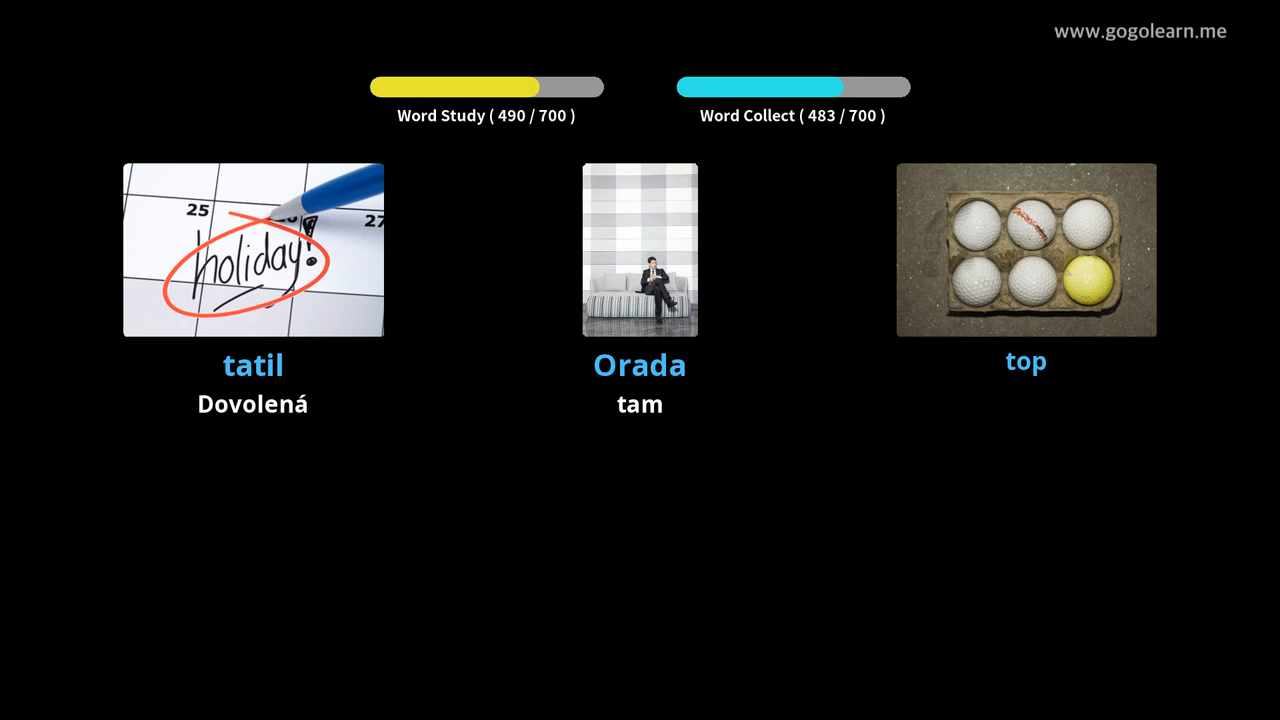 www.gogolearn.me
Word Study ( 490 / 700 )
Word Collect ( 483 / 700 )
25
27
holiday!
tatil
Orada
top
Dovolená
tam